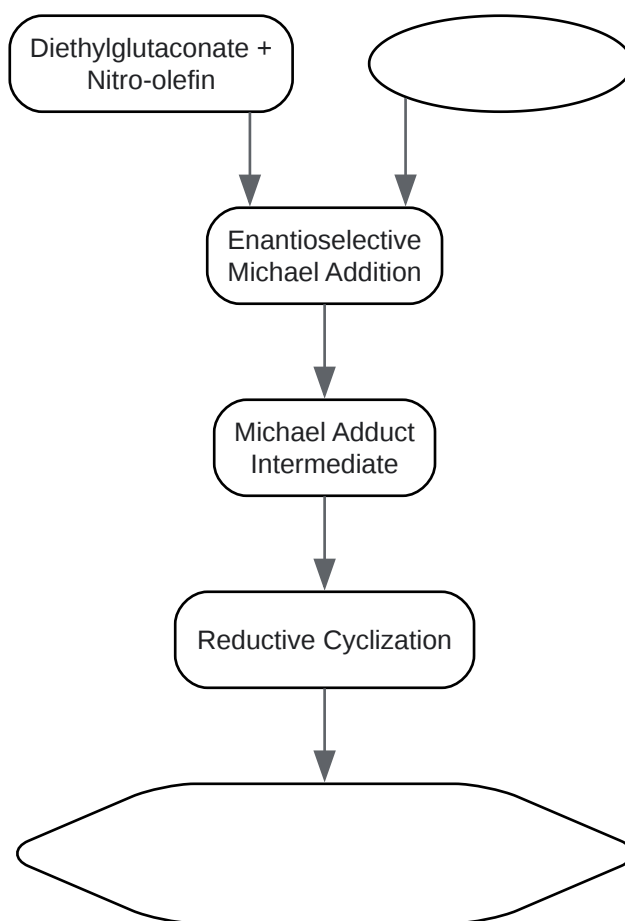 Diethylglutaconate +
Nitro-olefin
Enantioselective
Michael Addition
Michael Adduct
Intermediate
Reductive Cyclization